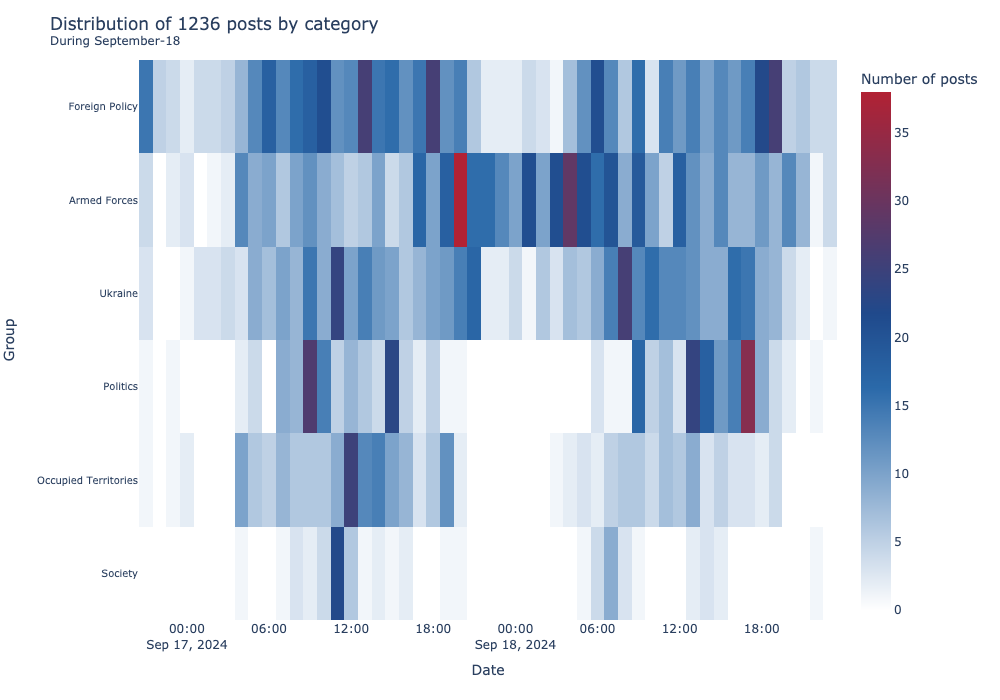 Distribution of 1236 posts by category
During September-18
Number of posts
35
30
25
20
15
10
5
0
Group
Foreign Policy
Armed Forces
Ukraine
Politics
Occupied Territories
Society
00:00 06:00 12:00 18:00 00:00 06:00 12:00 18:00
Sep 17, 2024 Sep 18, 2024
Date